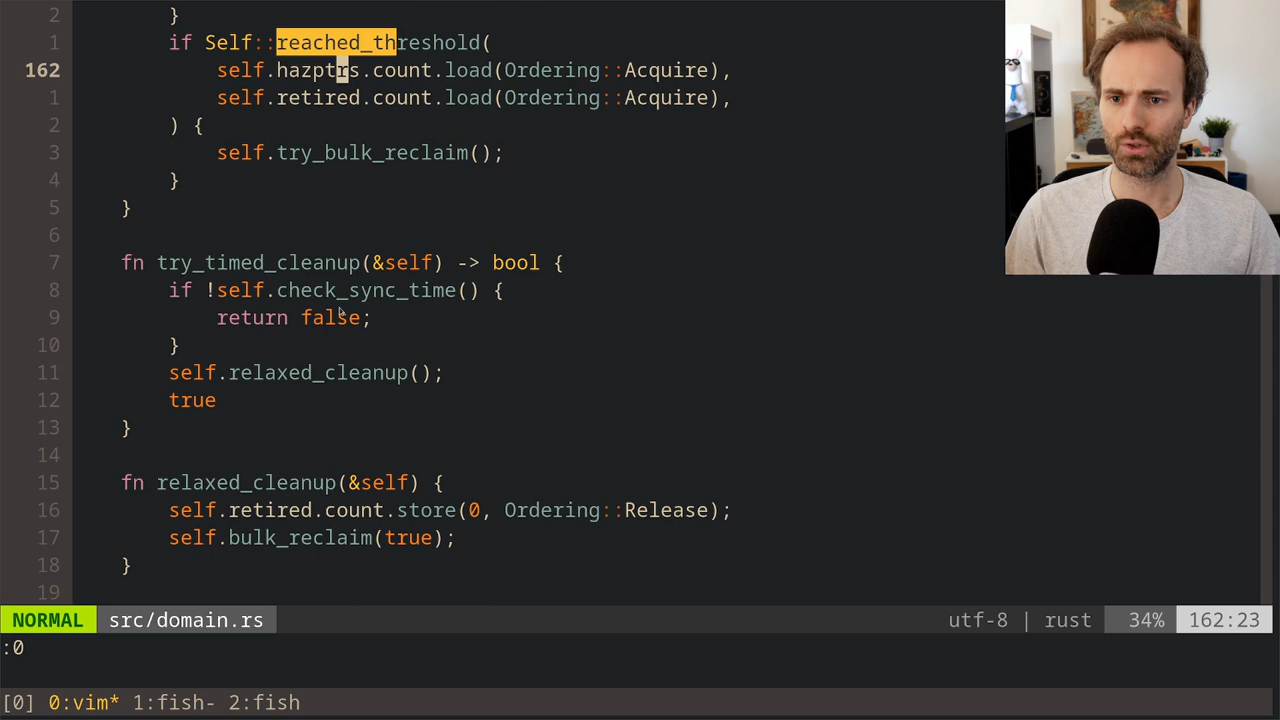 2 }
1 if Self::reached_threshold(
162 self.hazptrs.count.load(Ordering::Acquire),
1 self.retired.count.load(Ordering::Acquire),
2 ) {
3 self.try_bulk_reclaim();
4 }
5 }
6
7 fn try_timed_cleanup(&self) -> bool {
8 if !self.check_sync_time() {
9 return false;
10 }
11 self.relaxed_cleanup();
12 true
13 }
14
15 fn relaxed_cleanup(&self) {
16 self.retired.count.store(0, Ordering::Release);
17 self.bulk_reclaim(true);
18 }
19
NORMAL src/domain.rs utf-8 | rust 34% 162:23
:0
[0] 0:vim* 1:fish- 2:fish